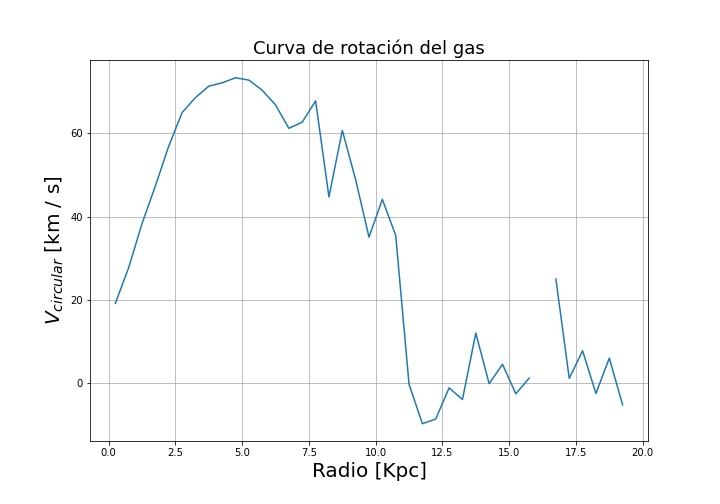 Curva de rotación del gas
V_{circular} [km / s]
60
40
20
0
0.0 2.5 5.0 7.5 10.0 12.5 15.0 17.5 20.0
Radio [Kpc]